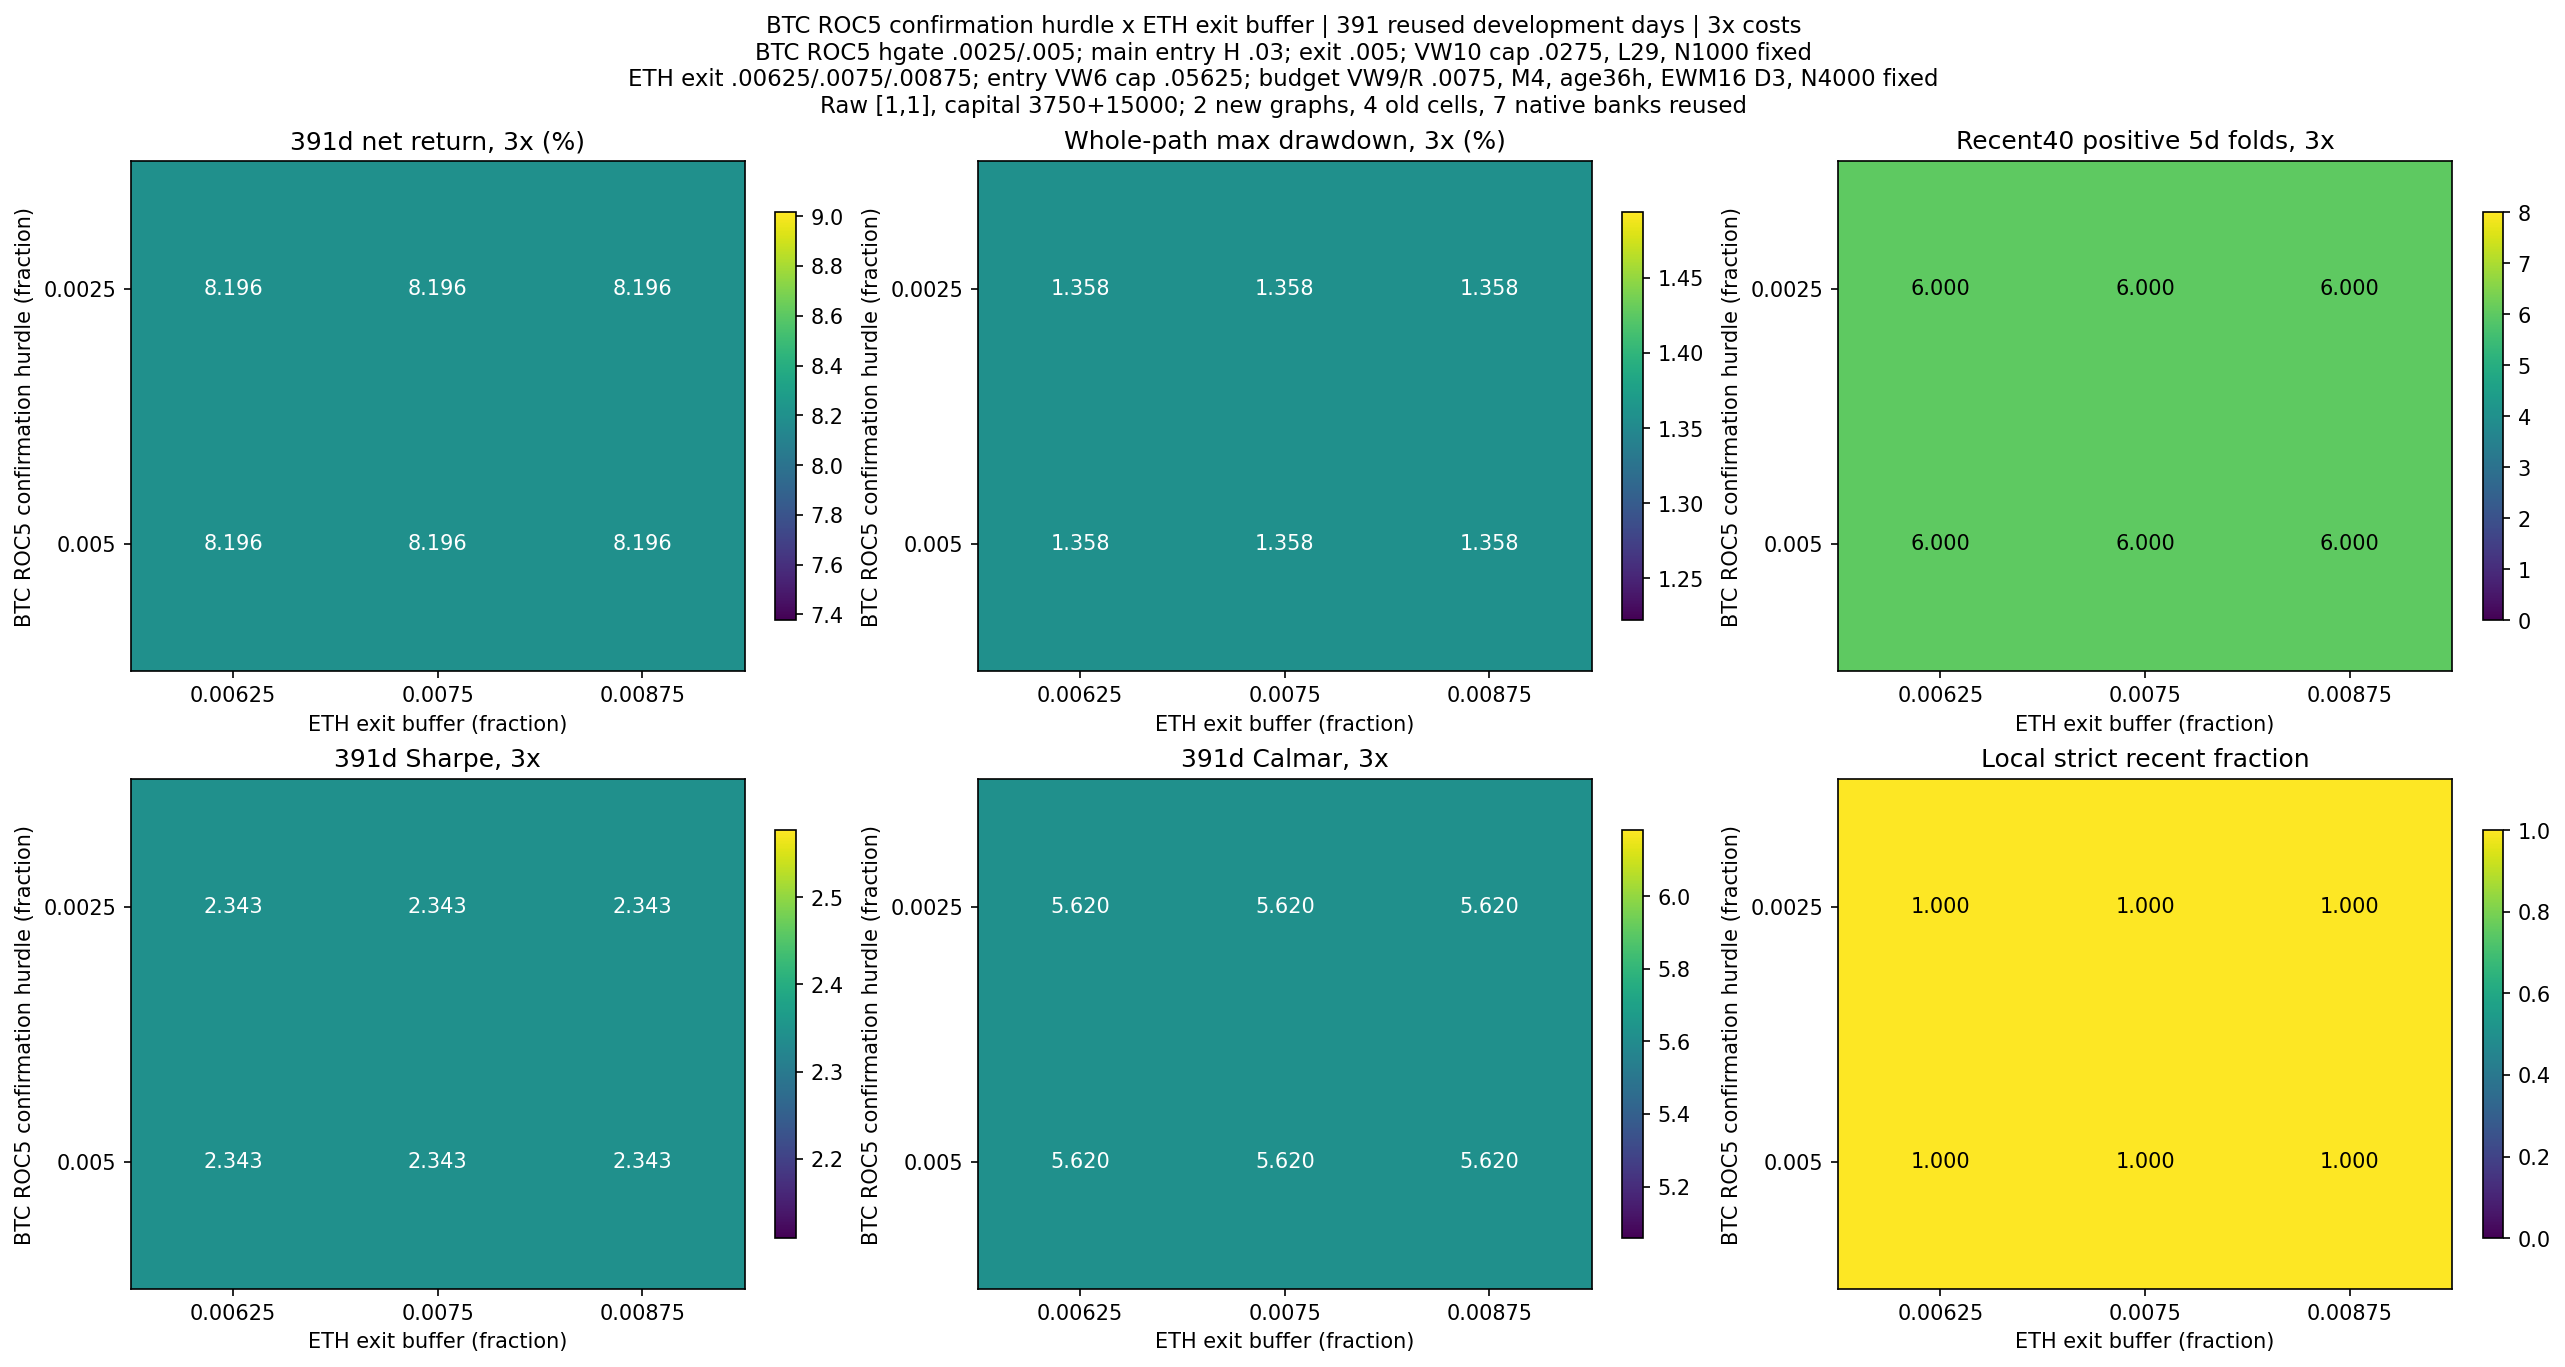 BTC ROC5 confirmation hurdle x ETH exit buffer | 391 reused development days | 3x costs
BTC ROC5 hgate .0025/.005; main entry H .03; exit .005; VW10 cap .0275, L29, N1000 fixed
ETH exit .00625/.0075/.00875; entry VW6 cap .05625; budget VW9/R .0075, M4, age36h, EWM16 D3, N4000 fixed
Raw [1,1], capital 3750+15000; 2 new graphs, 4 old cells, 7 native banks reused
391d net return, 3x (%)
BTC ROC5 confirmation hurdle (fraction)
0.0025
0.005
8.196 8.196 8.196
8.196 8.196 8.196
0.00625 0.0075 0.00875
ETH exit buffer (fraction)
9.0
8.8
8.6
8.4
8.2
8.0
7.8
7.6
7.4
Whole-path max drawdown, 3x (%)
BTC ROC5 confirmation hurdle (fraction)
0.0025
0.005
1.358 1.358 1.358
1.358 1.358 1.358
0.00625 0.0075 0.00875
ETH exit buffer (fraction)
1.45
1.40
1.35
1.30
1.25
Recent40 positive 5d folds, 3x
BTC ROC5 confirmation hurdle (fraction)
0.0025
0.005
6.000 6.000 6.000
6.000 6.000 6.000
0.00625 0.0075 0.00875
ETH exit buffer (fraction)
8
7
6
5
4
3
2
1
0
391d Sharpe, 3x
BTC ROC5 confirmation hurdle (fraction)
0.0025
0.005
2.343 2.343 2.343
2.343 2.343 2.343
0.00625 0.0075 0.00875
ETH exit buffer (fraction)
2.5
2.4
2.3
2.2
391d Calmar, 3x
BTC ROC5 confirmation hurdle (fraction)
0.0025
0.005
5.620 5.620 5.620
5.620 5.620 5.620
0.00625 0.0075 0.00875
ETH exit buffer (fraction)
6.0
5.8
5.6
5.4
5.2
Local strict recent fraction
BTC ROC5 confirmation hurdle (fraction)
0.0025
0.005
1.000 1.000 1.000
1.000 1.000 1.000
0.00625 0.0075 0.00875
ETH exit buffer (fraction)
1.0
0.8
0.6
0.4
0.2
0.0